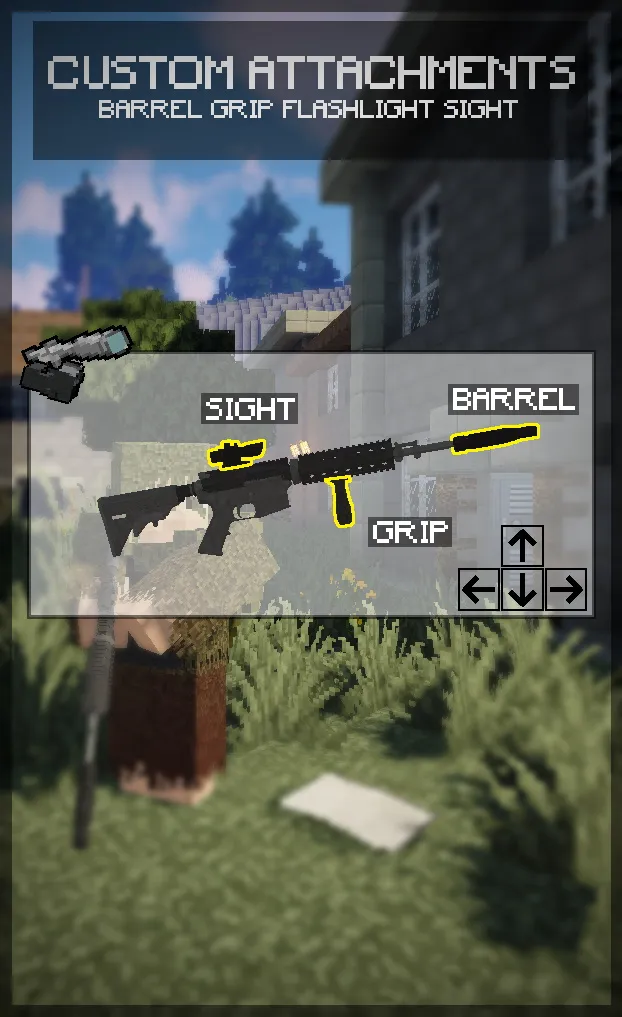 CUSTOM ATTACHMENTS
BARREL GRIP FLASHLIGHT SIGHT
SIGHT
BARREL
GRIP